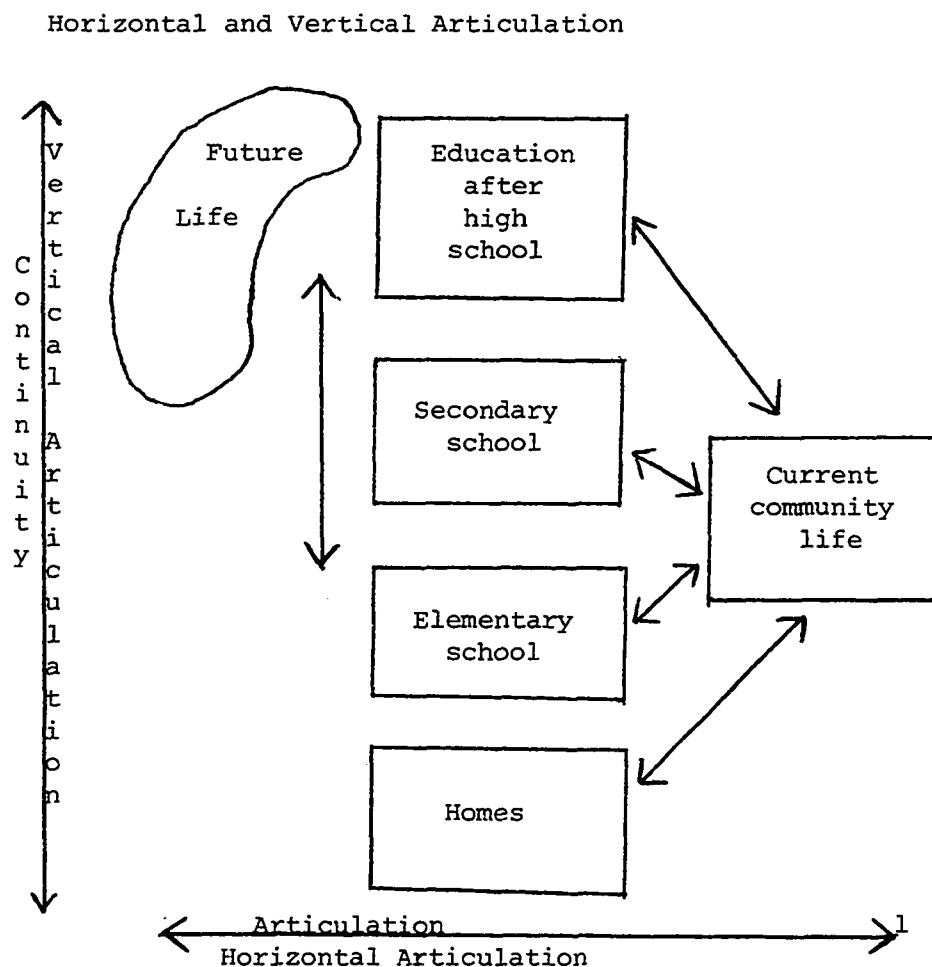 Horizontal and Vertical Articulation
Continuity
Vertical Articulation
Future
Life
Education
after
high
school
Secondary
school
Current
community
life
Elementary
school
Homes
Articulation
1
Horizontal Articulation